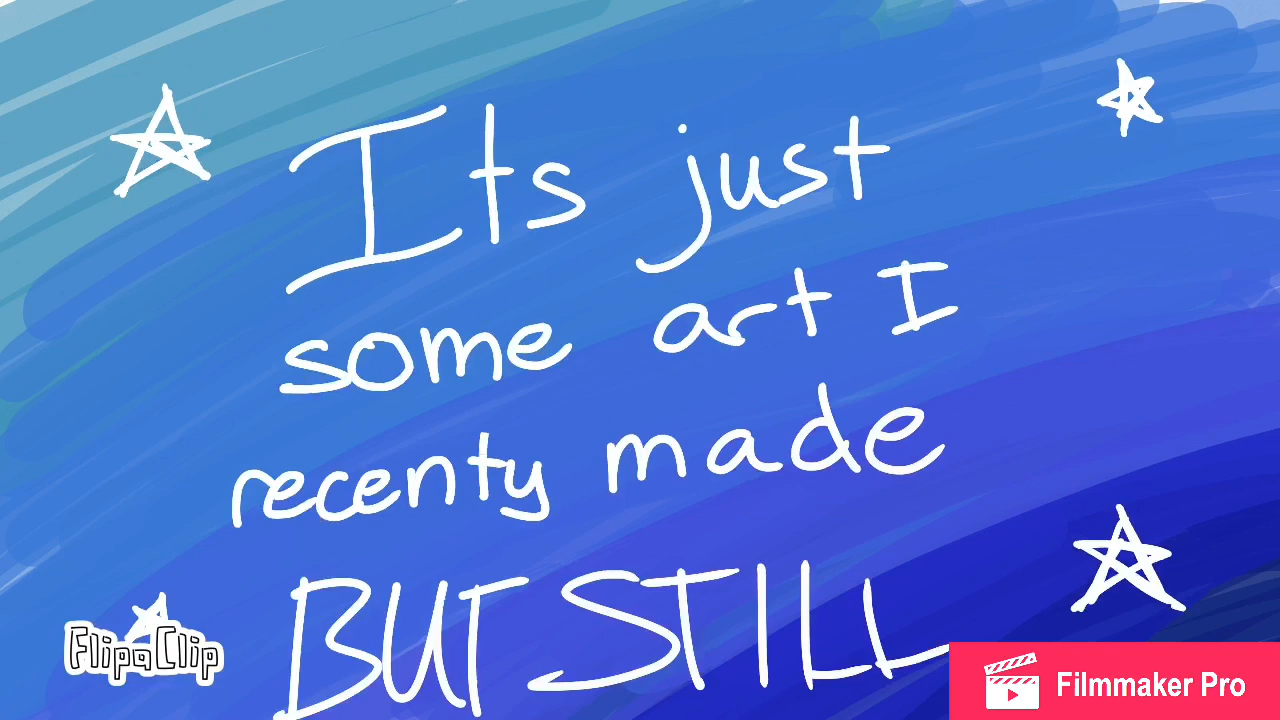 Its just
some art I
recenty made
BUT STILL
FlipaClip
Filmmaker Pro